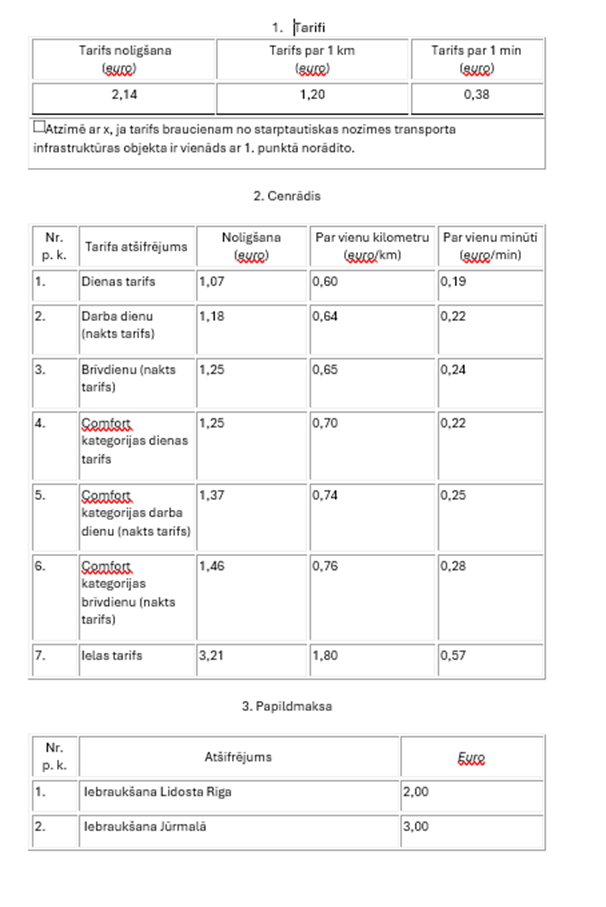 1. Tarifi
Tarifs nolīgšana
(euro)
Tarifs par 1 km
(euro)
Tarifs par 1 min
(euro)
2,14
1,20
0,38
☐Atzīmē ar x, ja tarifs braucienam no starptautiskas nozīmes transporta
infrastruktūras objekta ir vienāds ar 1. punktā norādīto.
2. Cenrādis
Nr.
p. k.
Tarifa atšifrējums
Nolīgšana
(euro)
Par vienu kilometru
(euro/km)
Par vienu minūti
(euro/min)
1.
Dienas tarifs
1,07
0,60
0,19
2.
Darba dienu
(nakts tarifs)
1,18
0,64
0,22
3.
Brīvdienu (nakts
tarifs)
1,25
0,65
0,24
4.
Comfort
kategorijas dienas
tarifs
1,25
0,70
0,22
5.
Comfort
kategorijas darba
dienu (nakts tarifs)
1,37
0,74
0,25
6.
Comfort
kategorijas
brīvdienu (nakts
tarifs)
1,46
0,76
0,28
7.
Ielas tarifs
3,21
1,80
0,57
3. Papildmaksa
Nr.
p. k.
Atšifrējums
Euro
1.
Iebraukšana Lidosta Rīga
2,00
2.
Iebraukšana Jūrmalā
3,00